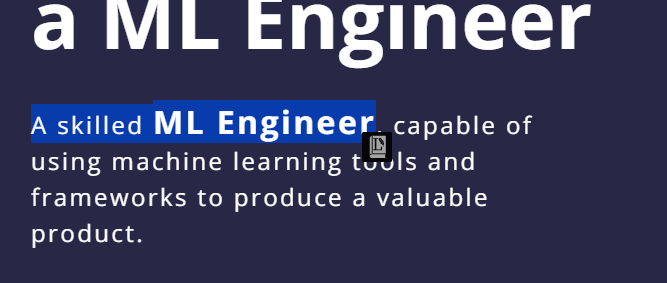 a ML Engineer
A skilled ML Engineer, capable of
using machine learning tools and
frameworks to produce a valuable
product.